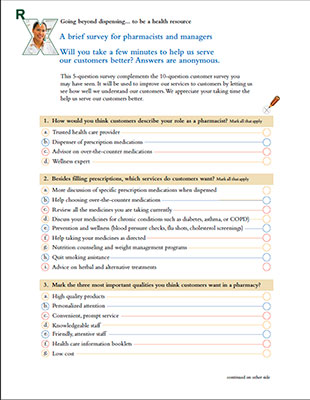 RX
Going beyond dispensing... to be a health resource
A brief survey for pharmacists and managers
Will you take a few minutes to help us serve
our customers better? Answers are anonymous.
This 5-question survey complements the 10-question customer survey you
may have seen. It will be used to improve our services to customers by letting us
see how well we understand our customers. We appreciate your taking time the
help us serve our customers better.
1. How would you think customers describe your role as a pharmacist? Mark all that apply
a. Trusted health care provider
b. Dispenser of prescription medications
c. Advisor on over-the-counter medications
d. Wellness expert
2. Besides filling prescriptions, which services do customers want? Mark all that apply
a. More discussion of specific prescription medications when dispensed
b. Help choosing over-the-counter medications
c. Review all the medicines you are taking currently
d. Discuss your medicines for chronic conditions such as diabetes, asthma, or COPD]
e. Prevention and wellness (blood pressure checks, flu shots, cholesterol screenings)
f. Help taking your medicines as directed
g. Nutrition counseling and weight management programs
h. Quit smoking assistance
i. Advice on herbal and alternative treatments
3. Mark the three most important qualities you think customers want in a pharmacy?
a. High quality products
b. Personalized attention
c. Convenient, prompt service
d. Knowledgeable staff
e. Friendly, attentive staff
f. Health care information booklets
g. Low cost
continued on other side